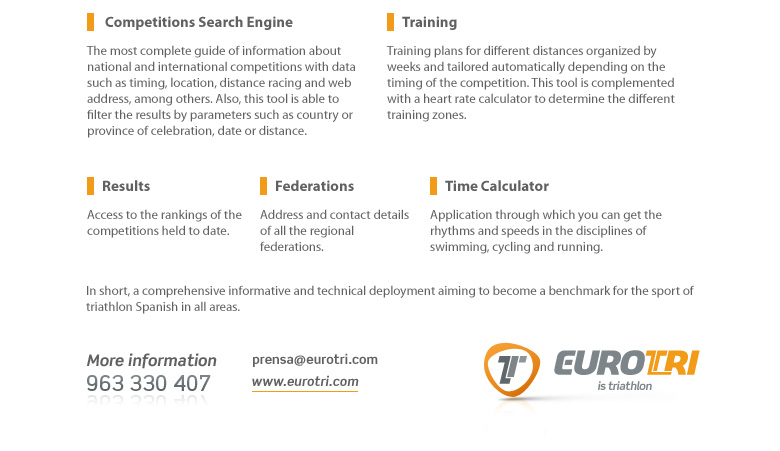 Competitions Search Engine
The most complete guide of information about
national and international competitions with data
such as timing, location, distance racing and web
address, among others. Also, this tool is able to
filter the results by parameters such as country or
province of celebration, date or distance.
Training
Training plans for different distances organized by
weeks and tailored automatically depending on the
timing of the competition. This tool is complemented
with a heart rate calculator to determine the different
training zones.
Results
Access to the rankings of the
competitions held to date.
Federations
Address and contact details
of all the regional
federations.
Time Calculator
Application through which you can get the
rhythms and speeds in the disciplines of
swimming, cycling and running.
In short, a comprehensive informative and technical deployment aiming to become a benchmark for the sport of
triathlon Spanish in all areas.
More information
963 330 407
prensa@eurotri.com
www.eurotri.com
EUROTRI
is triathlon